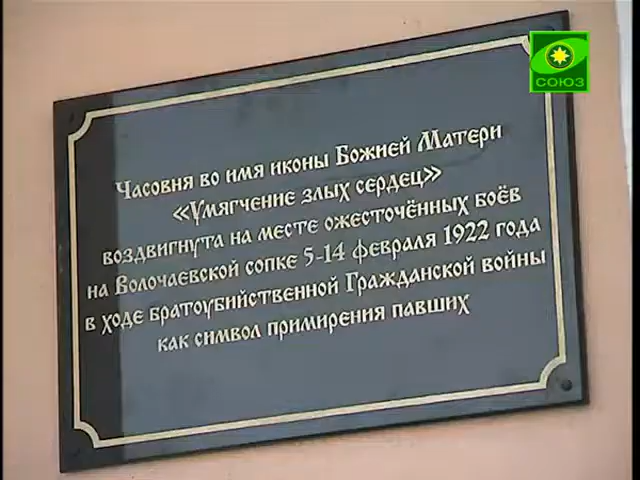 СОЮЗ
Часовня во имя иконы Божией Матери
«Умягчение злых сердец»
воздвигнута на месте ожесточённых боёв
на Волочаевской сопке 5-14 февраля 1922 года
в ходе братоубийственной Гражданской войны
как символ примирения павших